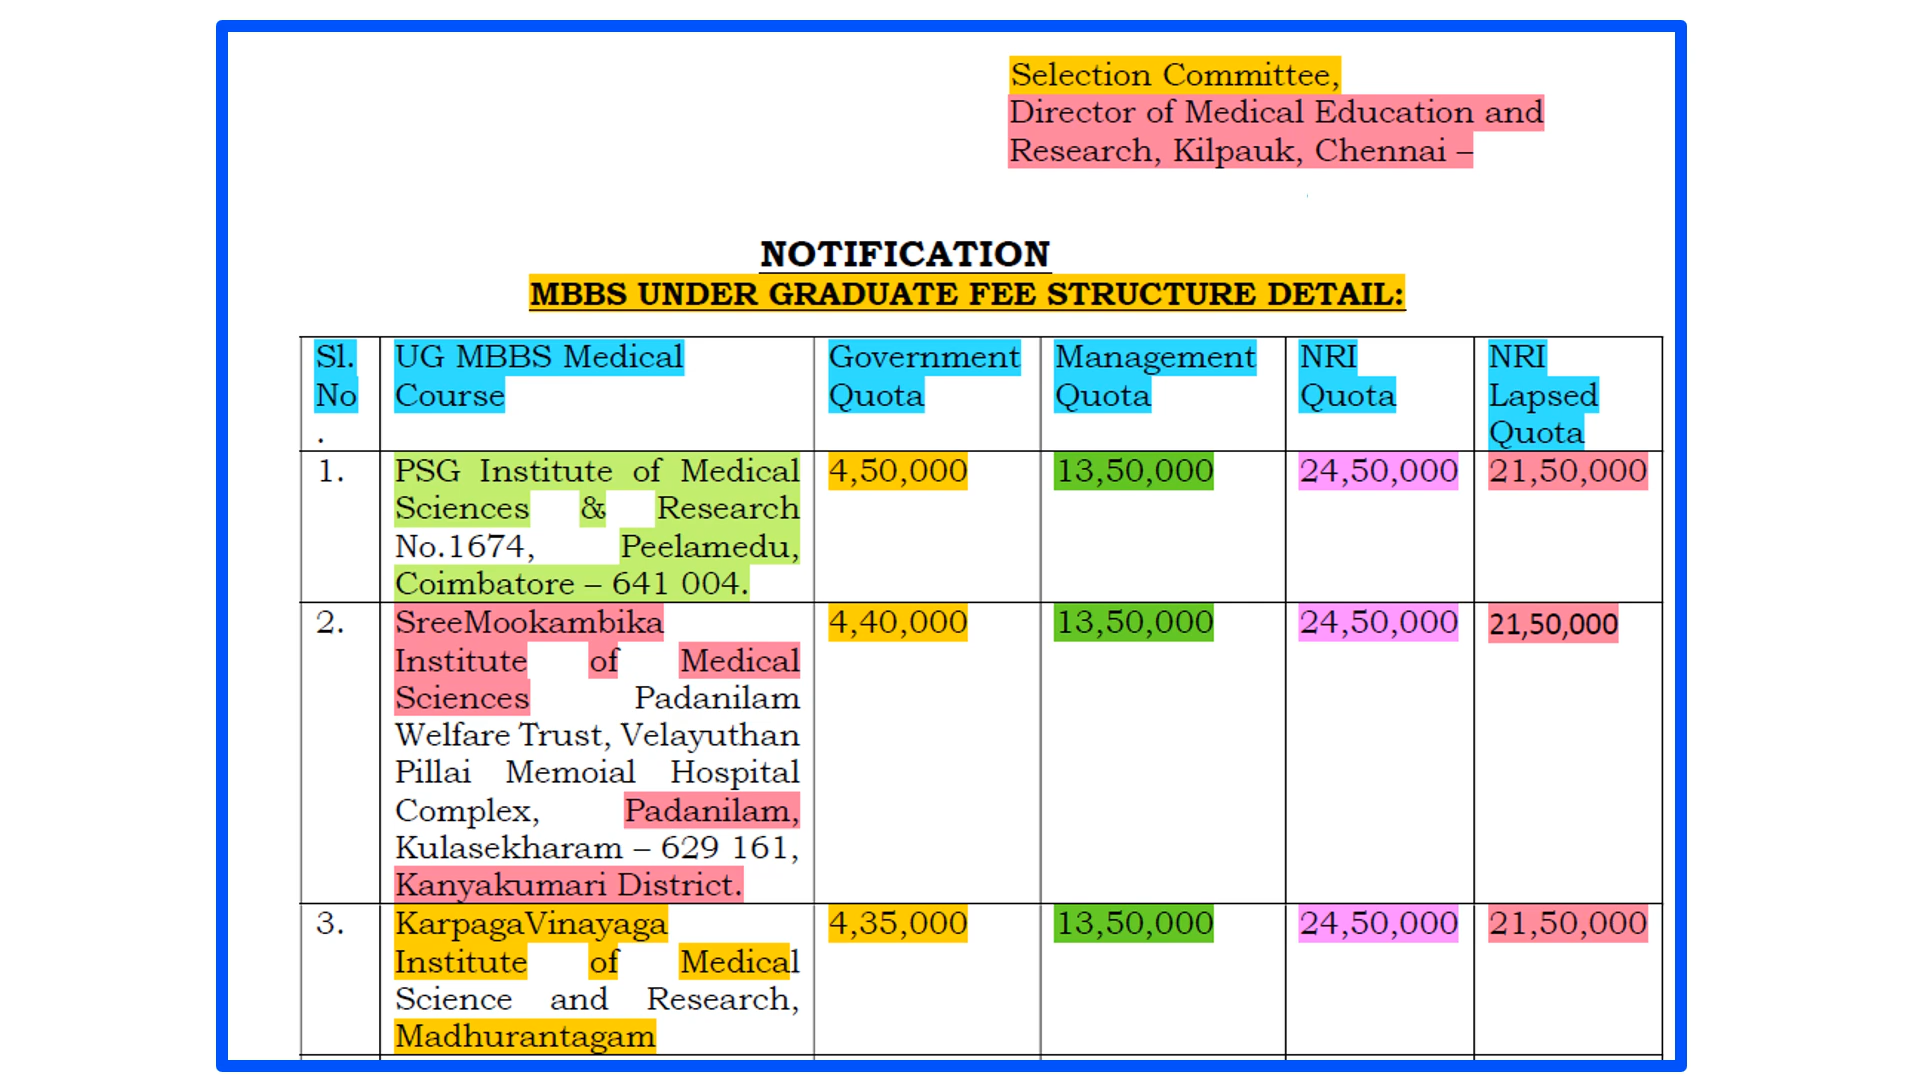 Selection Committee,
Director of Medical Education and
Research, Kilpauk, Chennai –
NOTIFICATION
MBBS UNDER GRADUATE FEE STRUCTURE DETAIL:
Sl.
No
.
UG MBBS Medical
Course
Government
Quota
Management
Quota
NRI
Quota
NRI
Lapsed
Quota
1.
PSG Institute of Medical
Sciences & Research
No.1674, Peelamedu,
Coimbatore – 641 004.
4,50,000
13,50,000
24,50,000
21,50,000
2.
SreeMookambika
Institute of Medical
Sciences Padanilam
Welfare Trust, Velayuthan
Pillai Memoial Hospital
Complex, Padanilam,
Kulasekharam – 629 161,
Kanyakumari District.
4,40,000
13,50,000
24,50,000
21,50,000
3.
KarpagaVinayaga
Institute of Medical
Science and Research,
Madhurantagam
4,35,000
13,50,000
24,50,000
21,50,000